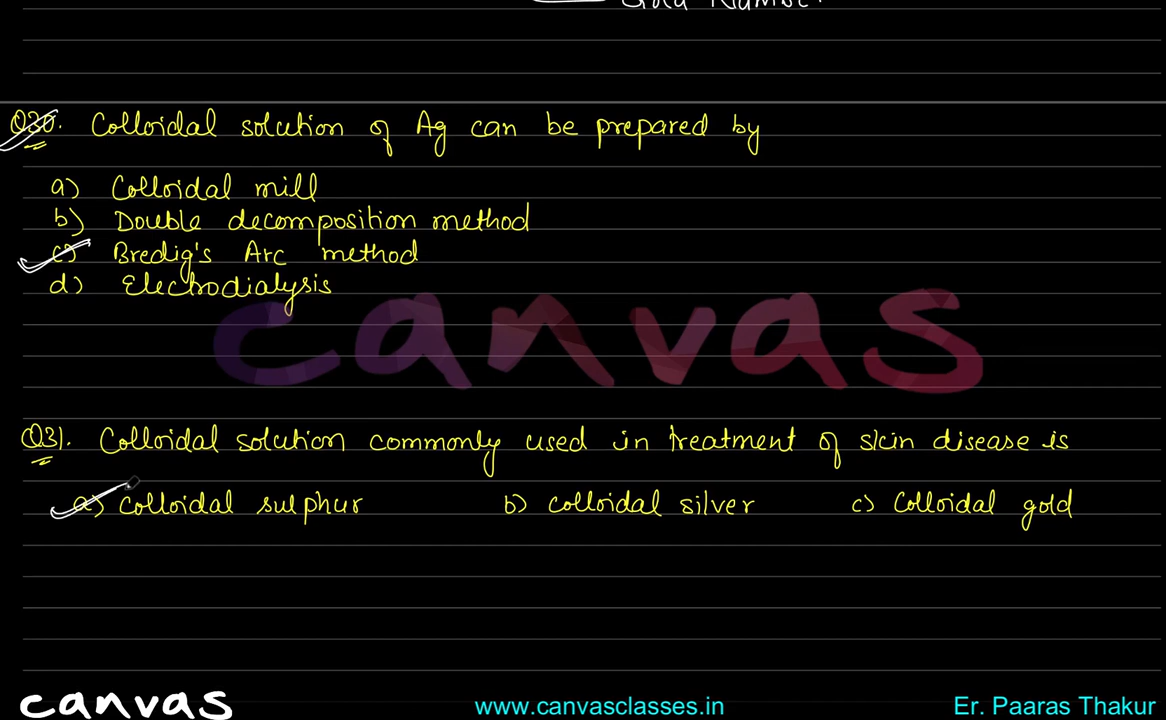 Gold Number
Q30. Colloidal solution of Ag can be prepared by
a) Colloidal mill
b) Double decomposition method
c) Bredig's Arc method
d) Electrodialysis
canvas
Q31. Colloidal solution commonly used in treatment of skin disease is
a) Colloidal sulphur b) Colloidal silver c) Colloidal gold
canvas www.canvasclasses.in Er. Paaras Thakur